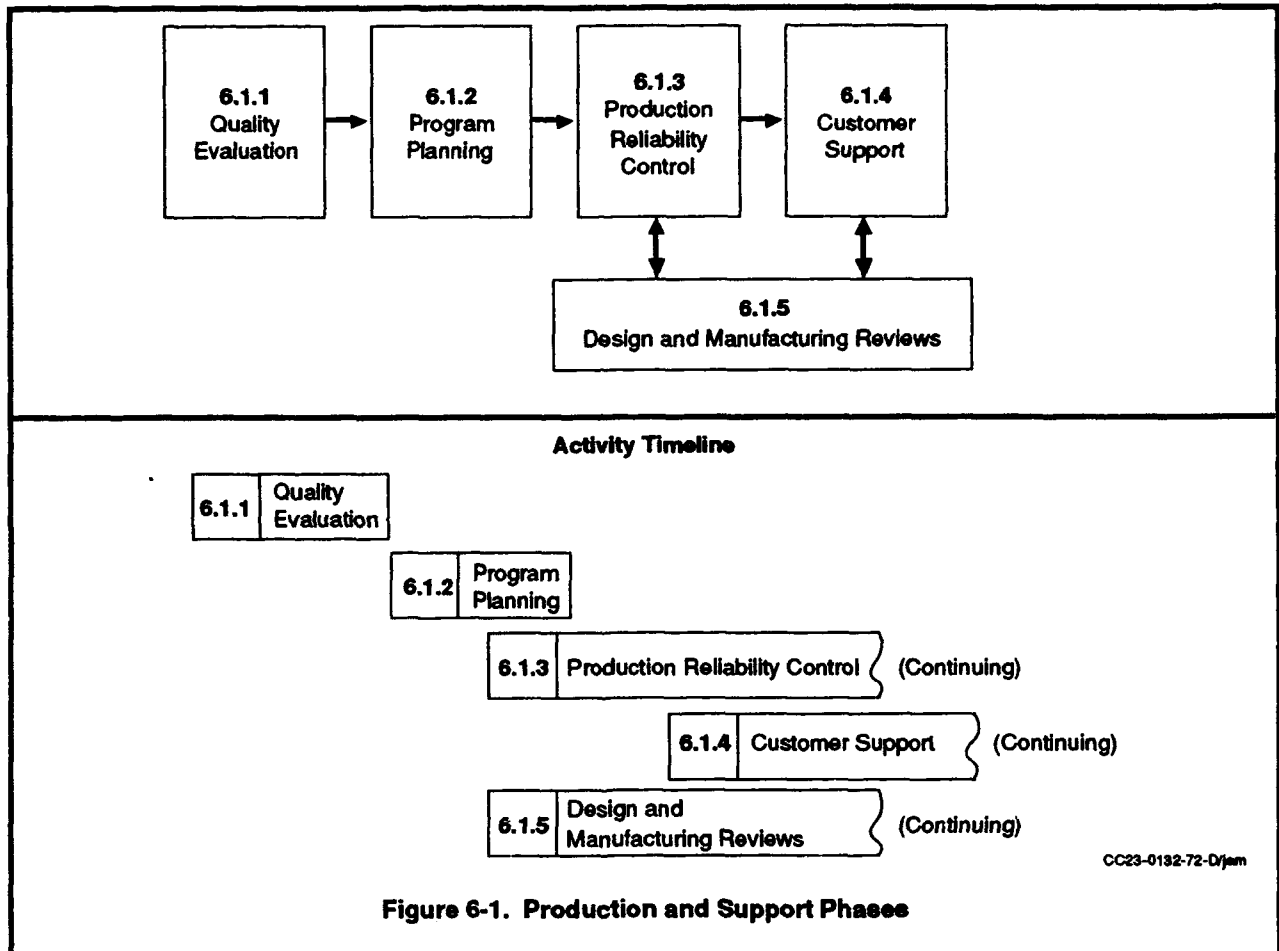 6.1.1
Quality
Evaluation
6.1.2
Program
Planning
6.1.3
Production
Reliability
Control
6.1.4
Customer
Support
6.1.5
Design and Manufacturing Reviews
Activity Timeline
6.1.1 Quality
Evaluation
6.1.2 Program
Planning
6.1.3 Production Reliability Control (Continuing)
6.1.4 Customer Support (Continuing)
6.1.5 Design and
Manufacturing Reviews (Continuing)
CC23-0132-72-D/jem
Figure 6-1. Production and Support Phases